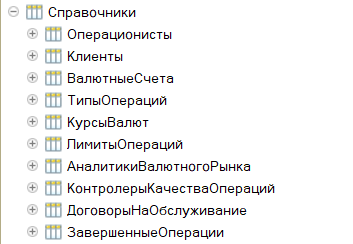 Справочники
Операционисты
Клиенты
ВалютныеСчета
ТипыОпераций
КурсыВалют
ЛимитыОпераций
АналитикиВалютногоРынка
КонтролерыКачестваОпераций
ДоговорыНаОбслуживание
ЗавершенныеОперации